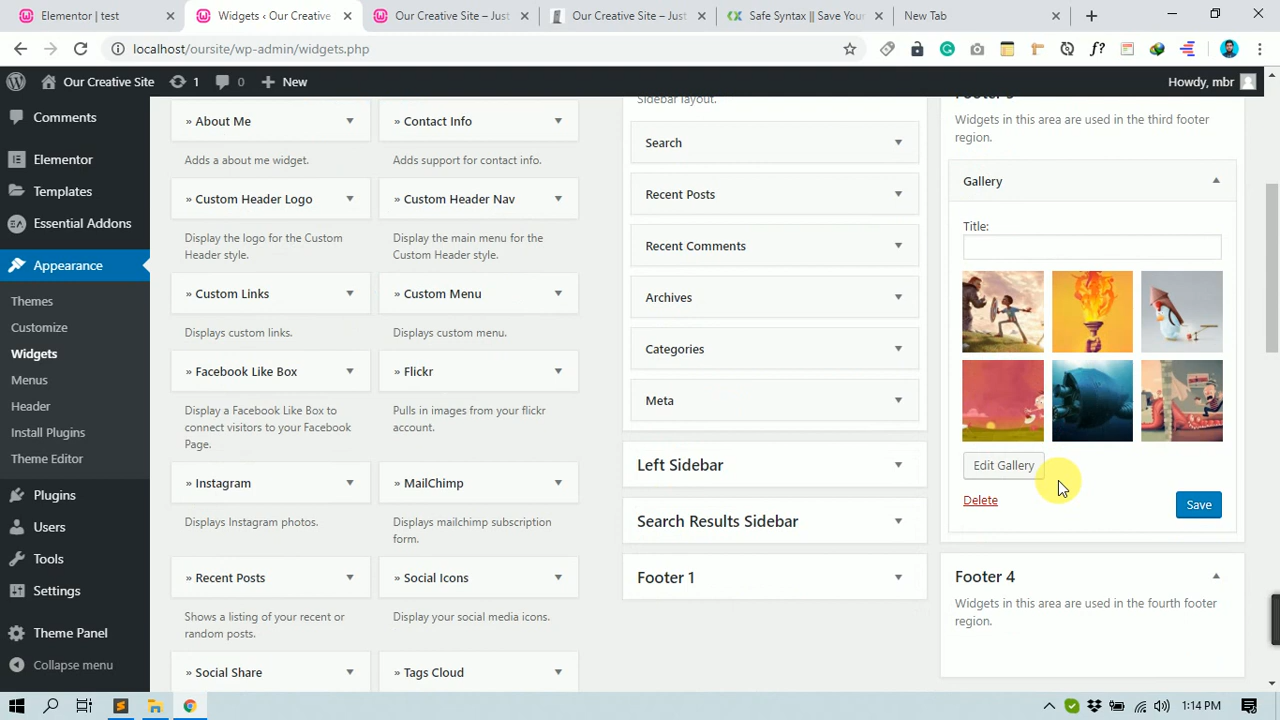 Elementor | test
Widgets ‹ Our Creative
Our Creative Site – Just
Our Creative Site – Just
Safe Syntax || Save You
New Tab
localhost/oursite/wp-admin/widgets.php
f?
Our Creative Site
1
0
New
Howdy, mbr
Comments
Elementor
Templates
Essential Addons
Appearance
Themes
Customize
Widgets
Menus
Header
Install Plugins
Theme Editor
Plugins
Users
Tools
Settings
Theme Panel
Collapse menu
» About Me
Adds a about me widget.
» Contact Info
Adds support for contact info.
» Custom Header Logo
Display the logo for the Custom
Header style.
» Custom Header Nav
Display the main menu for the
Custom Header style.
» Custom Links
Displays custom links.
» Custom Menu
Displays custom menu.
» Facebook Like Box
Display a Facebook Like Box to
connect visitors to your Facebook
Page.
» Flickr
Pulls in images from your flickr
account.
» Instagram
Displays Instagram photos.
» MailChimp
Displays mailchimp subscription
form.
» Recent Posts
Shows a listing of your recent or
random posts.
» Social Icons
Display your social media icons.
» Social Share
» Tags Cloud
Sidebar layout.
Search
Recent Posts
Recent Comments
Archives
Categories
Meta
Left Sidebar
Search Results Sidebar
Footer 1
Footer 3
Widgets in this area are used in the third footer
region.
Gallery
Title:
Edit Gallery
Delete
Save
Footer 4
Widgets in this area are used in the fourth footer
region.
1:14 PM